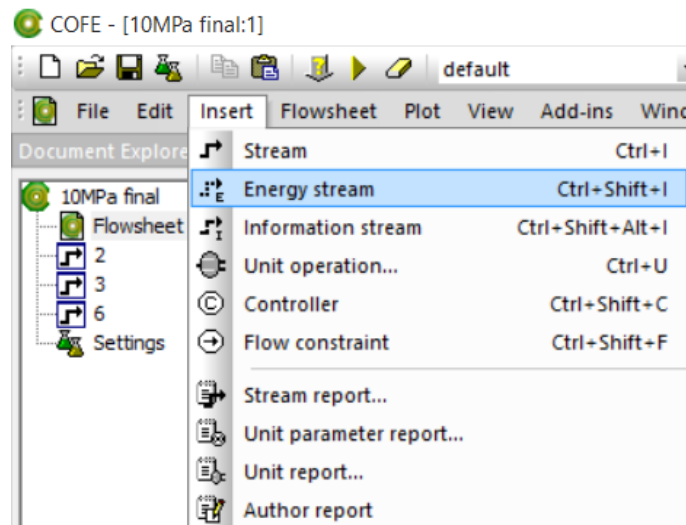 COFE - [10MPa final:1]
default
File Edit Insert Flowsheet Plot View Add-ins Winc
Document Explore
Stream Ctrl+I
10MPa final
Energy stream Ctrl+Shift+I
Flowsheet
Information stream Ctrl+Shift+Alt+I
2
Unit operation... Ctrl+U
3
Controller Ctrl+Shift+C
6
Flow constraint Ctrl+Shift+F
Settings
Stream report...
Unit parameter report...
Unit report...
Author report